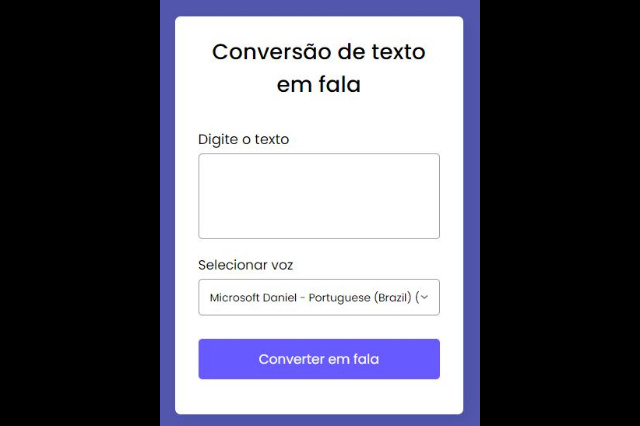 Conversão de texto
em fala
Digite o texto
Selecionar voz
Microsoft Daniel - Portuguese (Brazil) (
Converter em fala